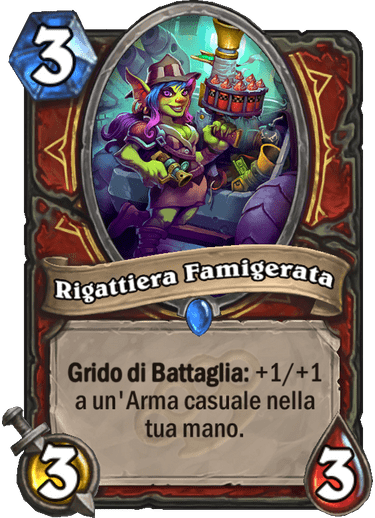 3
Rigattiera Famigerata
Grido di Battaglia: +1/+1
a un'Arma casuale nella
tua mano.
3
3